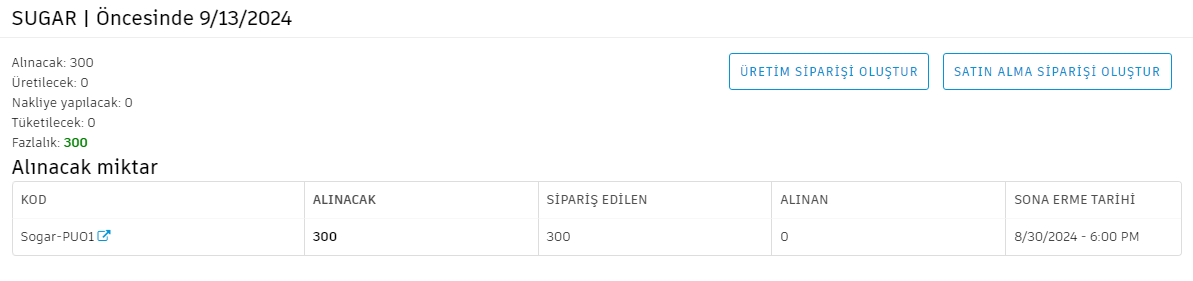 SUGAR | Öncesinde 9/13/2024
Alınacak: 300
Üretilecek: 0
Nakliye yapılacak: 0
Tüketilecek: 0
Fazlalık: 300
ÜRETİM SİPARİŞİ OLUŞTUR
SATIN ALMA SİPARİŞİ OLUŞTUR
Alınacak miktar
KOD ALINACAK SİPARİŞ EDİLEN ALINAN SONA ERME TARİHİ
Sogar-PU01 300 300 0 8/30/2024 - 6:00 PM